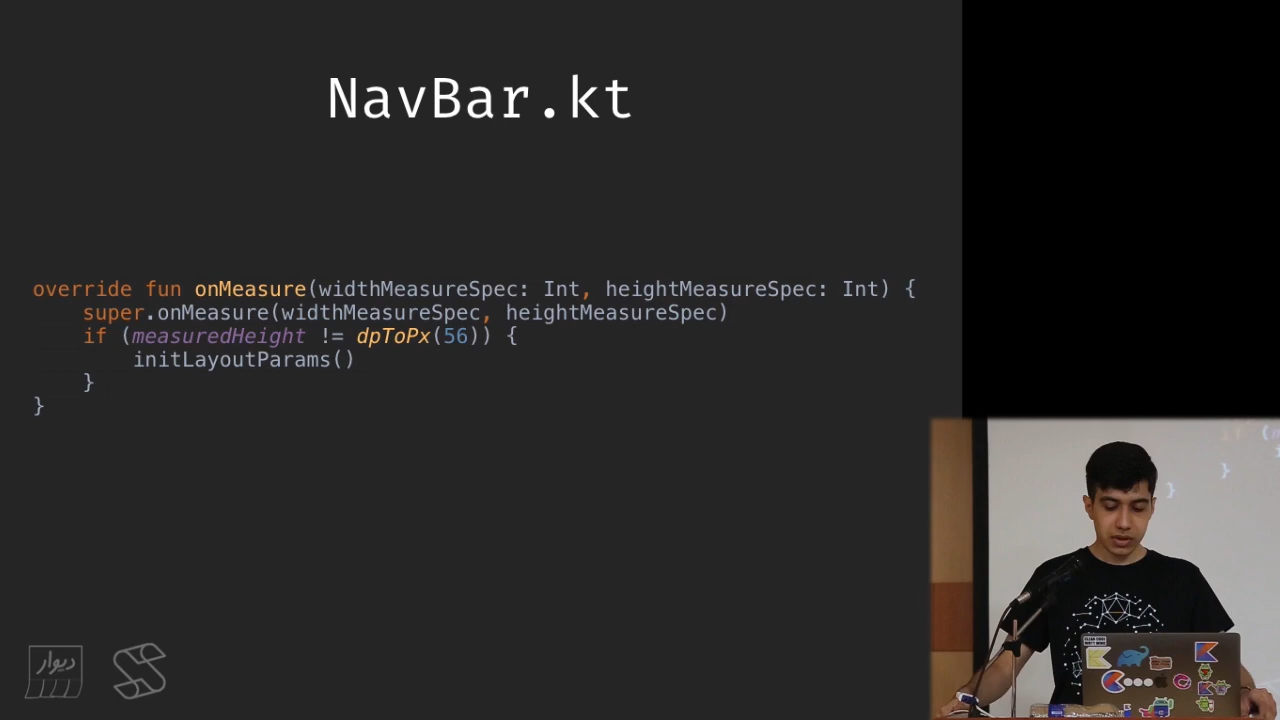 NavBar.kt
override fun onMeasure(widthMeasureSpec: Int, heightMeasureSpec: Int) {
    super.onMeasure(widthMeasureSpec, heightMeasureSpec)
    if (measuredHeight != dpToPx(56)) {
        initLayoutParams()
    }
}
دیوار